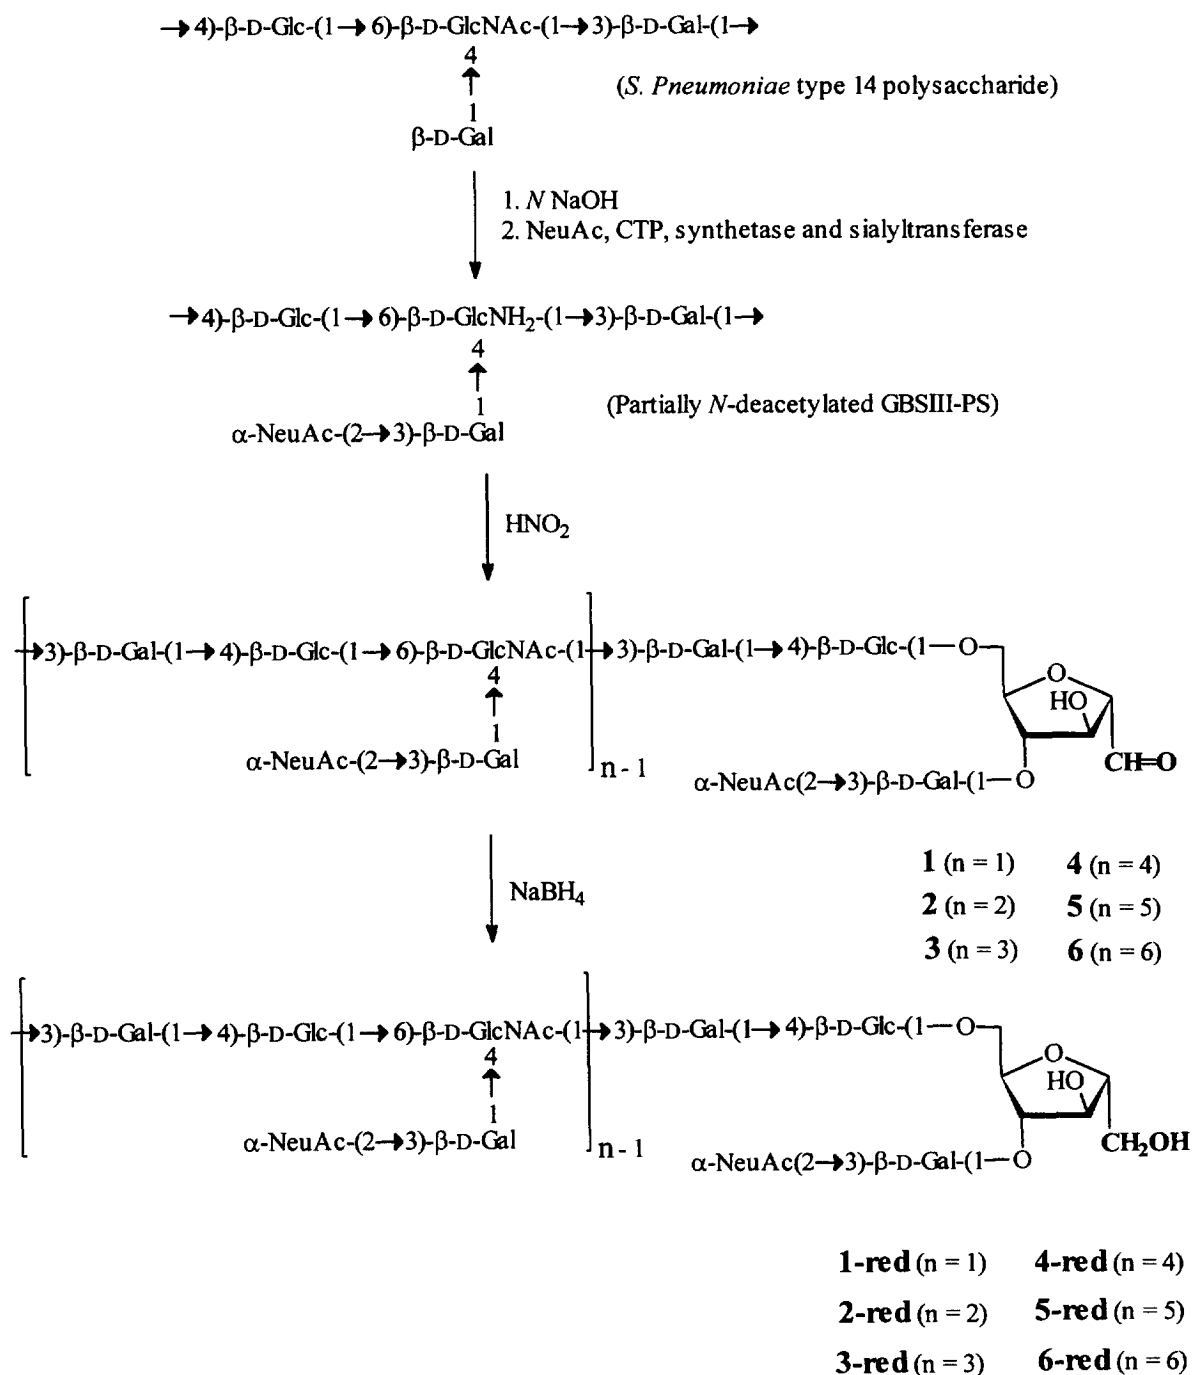 →4)-β-D-Glc-(1→6)-β-D-GlcNAc-(1→3)-β-D-Gal-(1→
4
↑
(S. Pneumoniae type 14 polysaccharide)
1
β-D-Gal
1. N NaOH
2. NeuAc, CTP, synthetase and sialyltransferase
→4)-β-D-Glc-(1→6)-β-D-GlcNH₂-(1→3)-β-D-Gal-(1→
4
↑
1
(Partially N-deacetylated GBSIII-PS)
α-NeuAc-(2→3)-β-D-Gal
HNO₂
→3)-β-D-Gal-(1→4)-β-D-Glc-(1→6)-β-D-GlcNAc-(1→3)-β-D-Gal-(1→4)-β-D-Glc-(1—O
4
↑
O
HO
1
α-NeuAc-(2→3)-β-D-Gal
n-1
CH=O
α-NeuAc(2→3)-β-D-Gal-(1—O
1 (n = 1) 4 (n = 4)
2 (n = 2) 5 (n = 5)
3 (n = 3) 6 (n = 6)
NaBH₄
→3)-β-D-Gal-(1→4)-β-D-Glc-(1→6)-β-D-GlcNAc-(1→3)-β-D-Gal-(1→4)-β-D-Glc-(1—O
4
↑
O
HO
1
α-NeuAc-(2→3)-β-D-Gal
n-1
CH₂OH
α-NeuAc(2→3)-β-D-Gal-(1—O
1-red (n = 1) 4-red (n = 4)
2-red (n = 2) 5-red (n = 5)
3-red (n = 3) 6-red (n = 6)